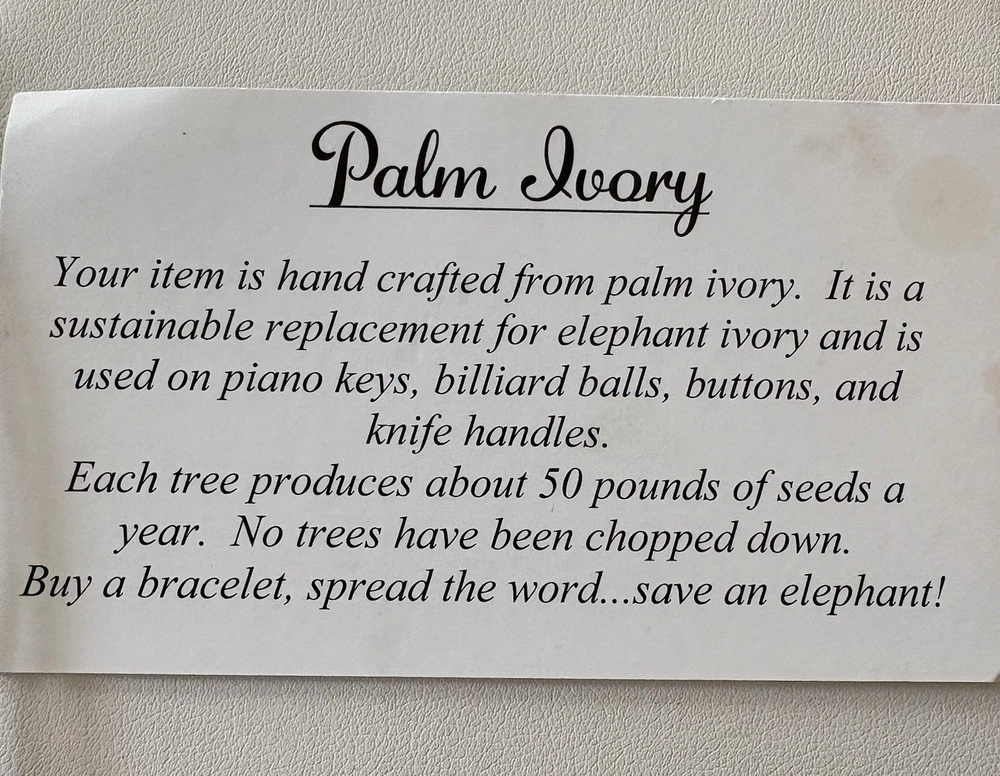 Palm Ivory
Your item is hand crafted from palm ivory.  It is a
sustainable replacement for elephant ivory and is
used on piano keys, billiard balls, buttons, and
knife handles.
Each tree produces about 50 pounds of seeds a
year.  No trees have been chopped down.
Buy a bracelet, spread the word...save an elephant!